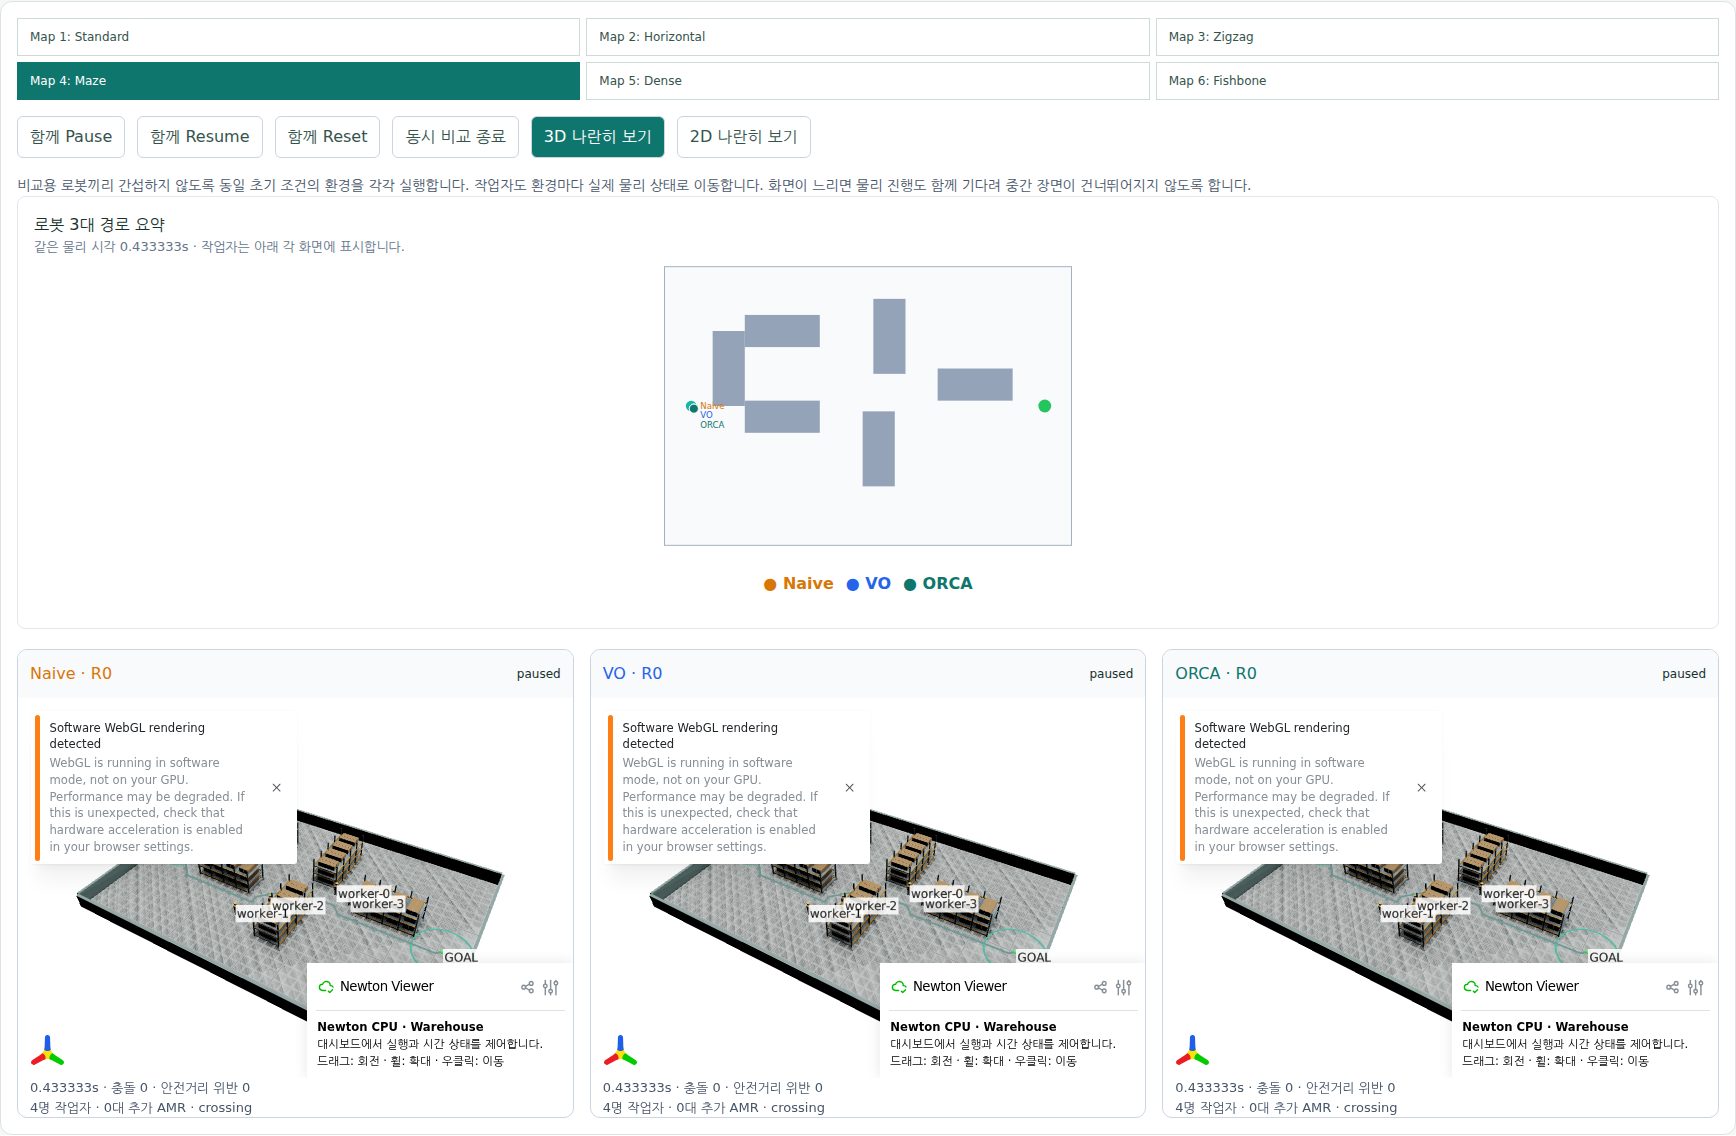 Map 1: Standard
Map 2: Horizontal
Map 3: Zigzag
Map 4: Maze
Map 5: Dense
Map 6: Fishbone
함께 Pause
함께 Resume
함께 Reset
동시 비교 종료
3D 나란히 보기
2D 나란히 보기
비교용 로봇끼리 간섭하지 않도록 동일 초기 조건의 환경을 각각 실행합니다. 작업자도 환경마다 실제 물리 상태로 이동합니다. 화면이 느리면 물리 진행도 함께 기다려 중간 장면이 건너뛰어지지 않도록 합니다.
로봇 3대 경로 요약
같은 물리 시각 0.433333s · 작업자는 아래 각 화면에 표시합니다.
Naive
VO
ORCA
Naive
VO
ORCA
Naive · R0
paused
Software WebGL rendering
detected
WebGL is running in software
mode, not on your GPU.
Performance may be degraded. If
this is unexpected, check that
hardware acceleration is enabled
in your browser settings.
worker-0
worker-3
worker-2
worker-1
GOAL
Newton Viewer
Newton CPU · Warehouse
대시보드에서 실행과 시간 상태를 제어합니다.
드래그: 회전 · 휠: 확대 · 우클릭: 이동
0.433333s · 충돌 0 · 안전거리 위반 0
4명 작업자 · 0대 추가 AMR · crossing
VO · R0
paused
Software WebGL rendering
detected
WebGL is running in software
mode, not on your GPU.
Performance may be degraded. If
this is unexpected, check that
hardware acceleration is enabled
in your browser settings.
worker-0
worker-3
worker-2
worker-1
GOAL
Newton Viewer
Newton CPU · Warehouse
대시보드에서 실행과 시간 상태를 제어합니다.
드래그: 회전 · 휠: 확대 · 우클릭: 이동
0.433333s · 충돌 0 · 안전거리 위반 0
4명 작업자 · 0대 추가 AMR · crossing
ORCA · R0
paused
Software WebGL rendering
detected
WebGL is running in software
mode, not on your GPU.
Performance may be degraded. If
this is unexpected, check that
hardware acceleration is enabled
in your browser settings.
worker-0
worker-3
worker-2
worker-1
GOAL
Newton Viewer
Newton CPU · Warehouse
대시보드에서 실행과 시간 상태를 제어합니다.
드래그: 회전 · 휠: 확대 · 우클릭: 이동
0.433333s · 충돌 0 · 안전거리 위반 0
4명 작업자 · 0대 추가 AMR · crossing